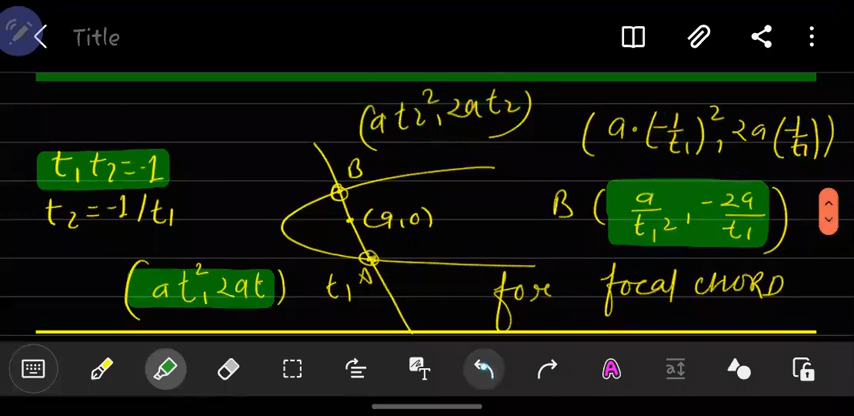 Title
(at₂², 2at₂)
(a·(-1/t₁)², 2a(1/t₁))
t₁t₂=-1
t₂=-1/t₁
B
(a,0)
B (a/t₁², -2a/t₁)
(at₁², 2at)
t₁ A
for focal CHORD
T
A
a